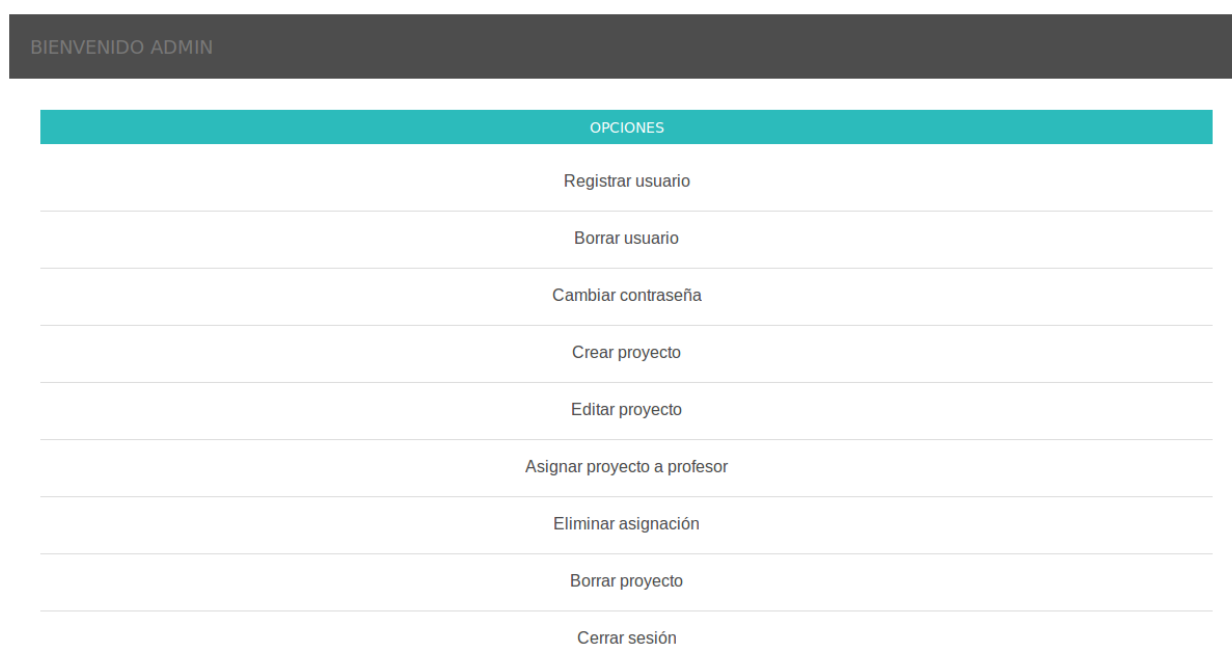 BIENVENIDO ADMIN
OPCIONES
Registrar usuario
Borrar usuario
Cambiar contraseña
Crear proyecto
Editar proyecto
Asignar proyecto a profesor
Eliminar asignación
Borrar proyecto
Cerrar sesión